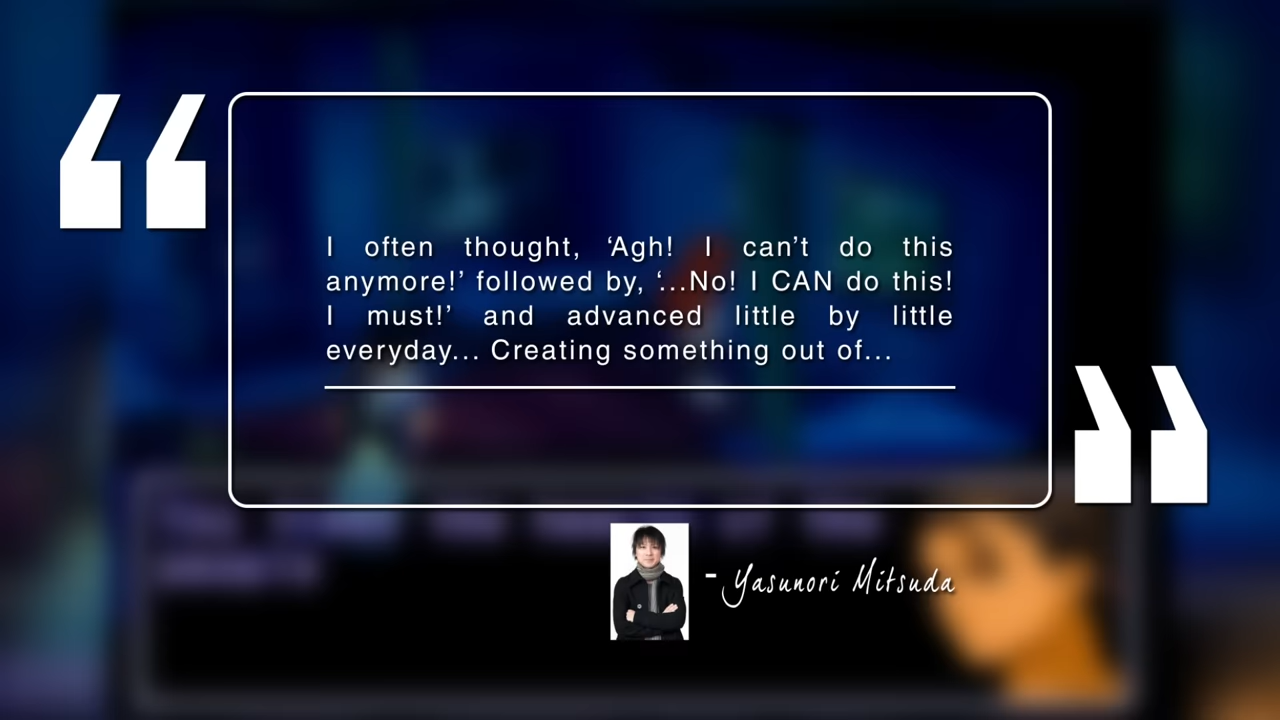 “
I often thought, ‘Agh! I can’t do this
anymore!’ followed by, ‘...No! I CAN do this!
I must!’ and advanced little by little
everyday... Creating something out of...
”
- Yasunori Mitsuda